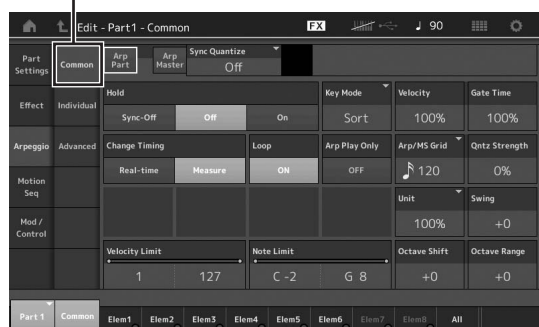 Edit - Part1 - Common FX ♩ 90
Part Settings Common Arp Part Arp Master Sync Quantize Off
Effect Individual Hold Key Mode Velocity Gate Time
Sync-Off Off On Sort 100% 100%
Arpeggio Advanced Change Timing Loop Arp Play Only Arp/MS Grid Qntz Strength
Real-time Measure ON OFF ♪ 120 0%
Motion Seq Unit Swing
Mod / Control 100% +0
Velocity Limit Note Limit Octave Shift Octave Range
1 127 C -2 G 8 +0 +0
Part 1 Common Elem1 Elem2 Elem3 Elem4 Elem5 Elem6 Elem7 Elem8 All